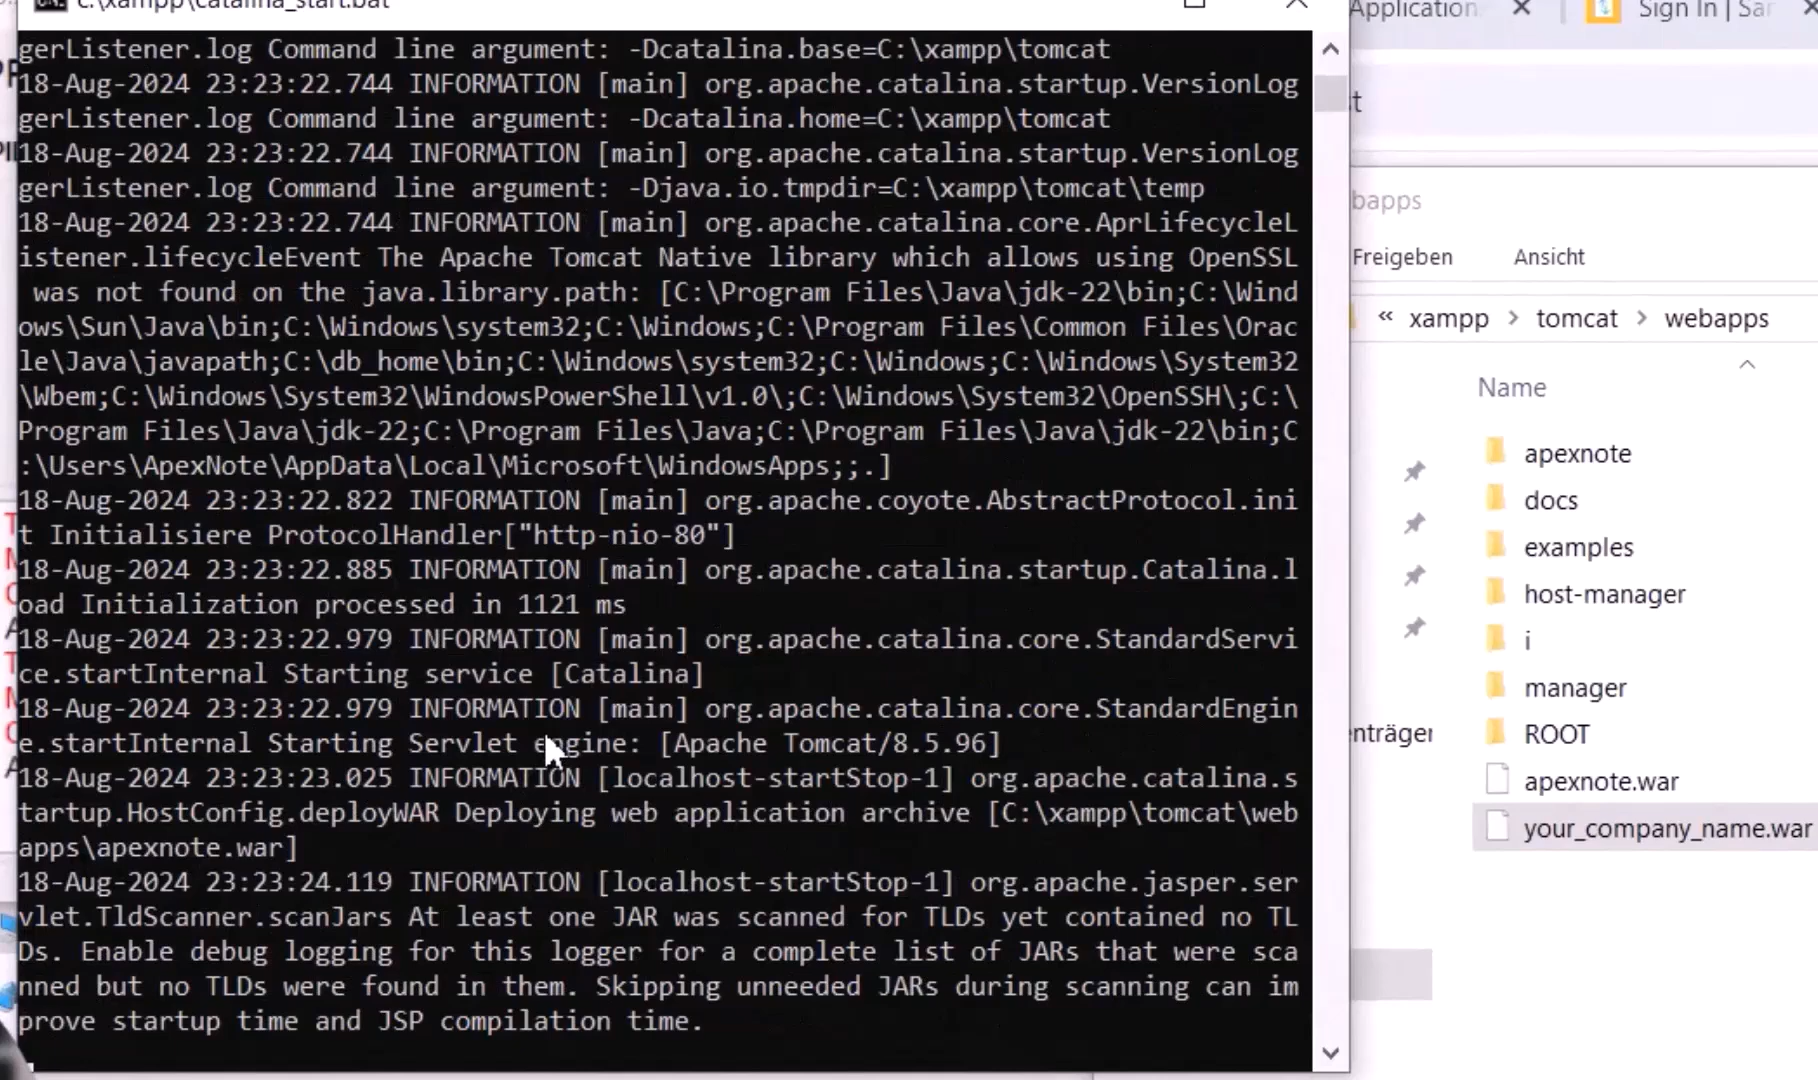 c:\xampp\catalina_start.bat
gerListener.log Command line argument: -Dcatalina.base=C:\xampp\tomcat
18-Aug-2024 23:23:22.744 INFORMATION [main] org.apache.catalina.startup.VersionLog
gerListener.log Command line argument: -Dcatalina.home=C:\xampp\tomcat
18-Aug-2024 23:23:22.744 INFORMATION [main] org.apache.catalina.startup.VersionLog
gerListener.log Command line argument: -Djava.io.tmpdir=C:\xampp\tomcat\temp
18-Aug-2024 23:23:22.744 INFORMATION [main] org.apache.catalina.core.AprLifecycleL
istener.lifecycleEvent The Apache Tomcat Native library which allows using OpenSSL
 was not found on the java.library.path: [C:\Program Files\Java\jdk-22\bin;C:\Wind
ows\Sun\Java\bin;C:\Windows\system32;C:\Windows;C:\Program Files\Common Files\Orac
le\Java\javapath;C:\db_home\bin;C:\Windows\system32;C:\Windows;C:\Windows\System32
\Wbem;C:\Windows\System32\WindowsPowerShell\v1.0\;C:\Windows\System32\OpenSSH\;C:\
Program Files\Java\jdk-22;C:\Program Files\Java;C:\Program Files\Java\jdk-22\bin;C
:\Users\ApexNote\AppData\Local\Microsoft\WindowsApps;;.]
18-Aug-2024 23:23:22.822 INFORMATION [main] org.apache.coyote.AbstractProtocol.ini
t Initialisiere ProtocolHandler["http-nio-80"]
18-Aug-2024 23:23:22.885 INFORMATION [main] org.apache.catalina.startup.Catalina.l
oad Initialization processed in 1121 ms
18-Aug-2024 23:23:22.979 INFORMATION [main] org.apache.catalina.core.StandardServi
ce.startInternal Starting service [Catalina]
18-Aug-2024 23:23:22.979 INFORMATION [main] org.apache.catalina.core.StandardEngin
e.startInternal Starting Servlet engine: [Apache Tomcat/8.5.96]
18-Aug-2024 23:23:23.025 INFORMATION [localhost-startStop-1] org.apache.catalina.s
tartup.HostConfig.deployWAR Deploying web application archive [C:\xampp\tomcat\web
apps\apexnote.war]
18-Aug-2024 23:23:24.119 INFORMATION [localhost-startStop-1] org.apache.jasper.ser
vlet.TldScanner.scanJars At least one JAR was scanned for TLDs yet contained no TL
Ds. Enable debug logging for this logger for a complete list of JARs that were sca
nned but no TLDs were found in them. Skipping unneeded JARs during scanning can im
prove startup time and JSP compilation time.
Application
Sign In | Sar
t
bapps
Freigeben Ansicht
« xampp > tomcat > webapps
Name
apexnote
docs
examples
host-manager
i
manager
nträger
ROOT
apexnote.war
your_company_name.war